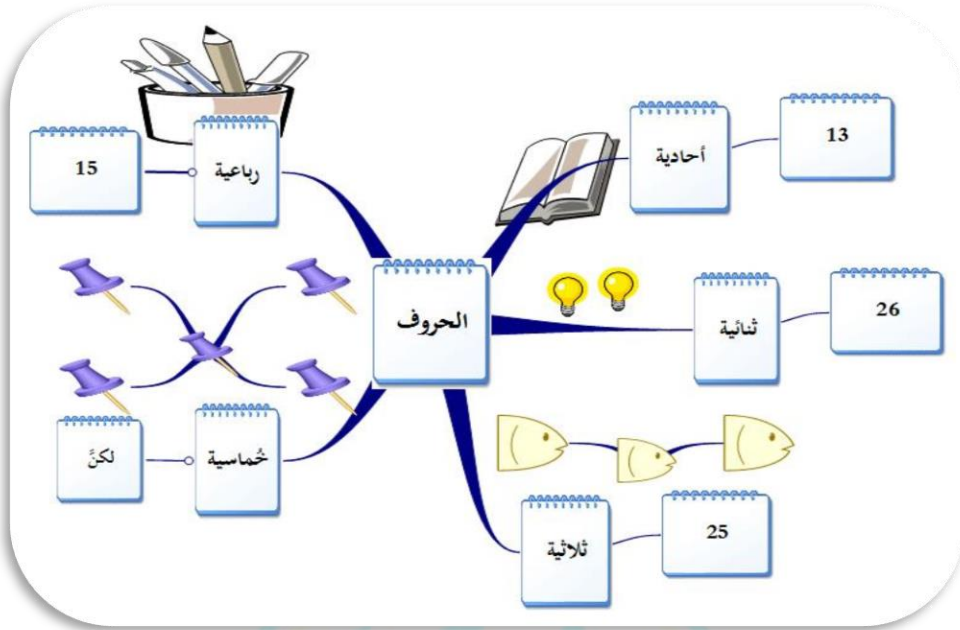 الحروف
أحادية
13
ثنائية
26
ثلاثية
25
رباعية
15
خُماسية
لكنَّ